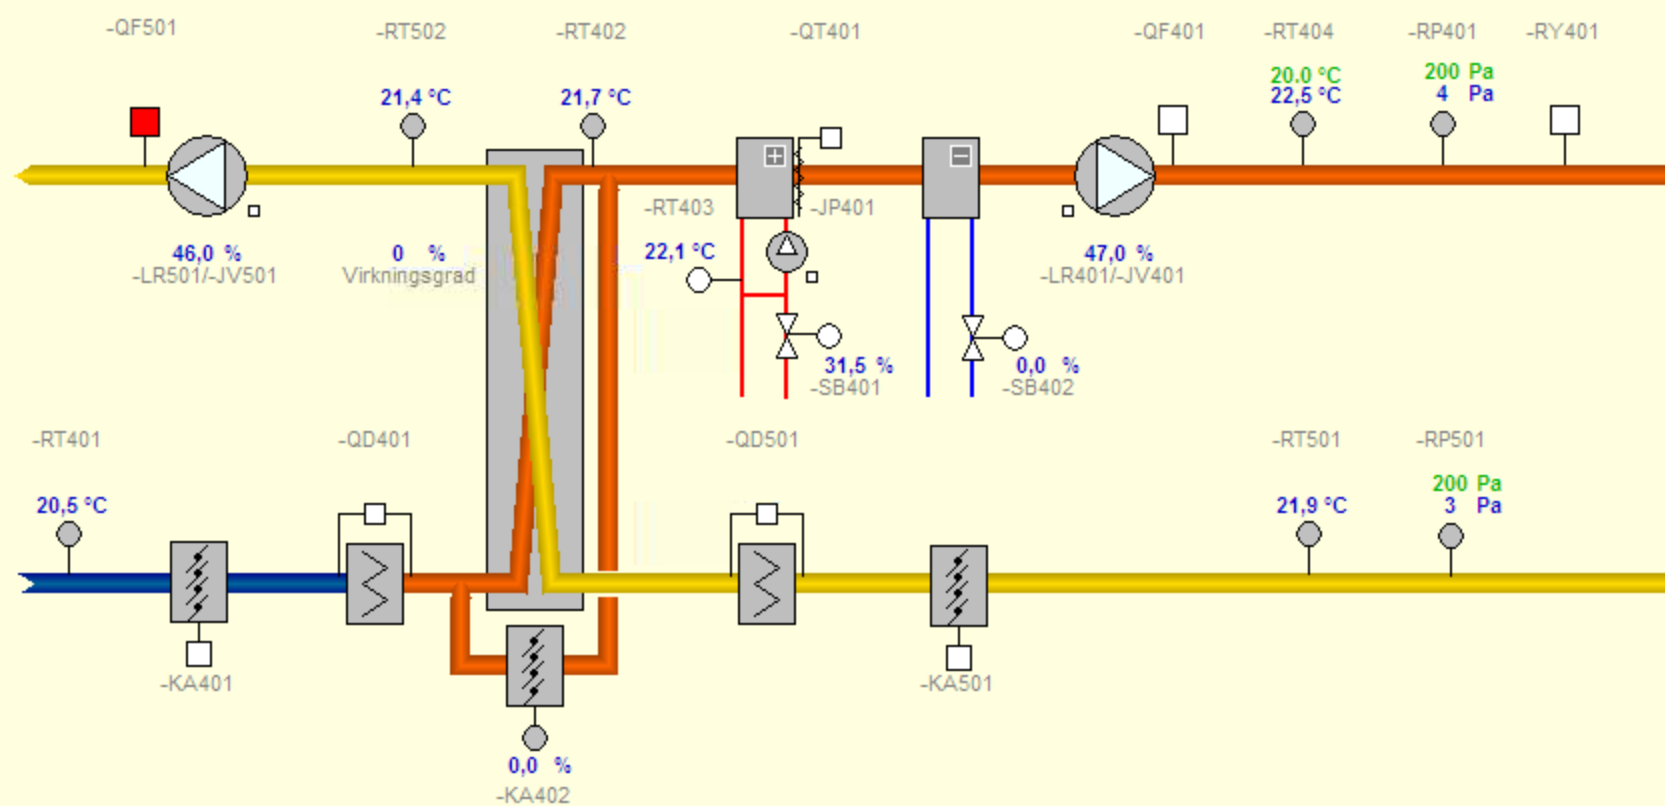 -QF501
-RT502
-RT402
-QT401
-QF401
-RT404
-RP401
-RY401
20.0 °C
200 Pa
21,4 °C
21,7 °C
22,5 °C
4 Pa
-RT403
-JP401
46,0 %
0 %
22,1 °C
47,0 %
-LR501/-JV501
Virkningsgrad
-LR401/-JV401
31,5 %
0,0 %
-SB401
-SB402
-RT401
-QD401
-QD501
-RT501
-RP501
200 Pa
20,5 °C
21,9 °C
3 Pa
-KA401
-KA501
0,0 %
-KA402